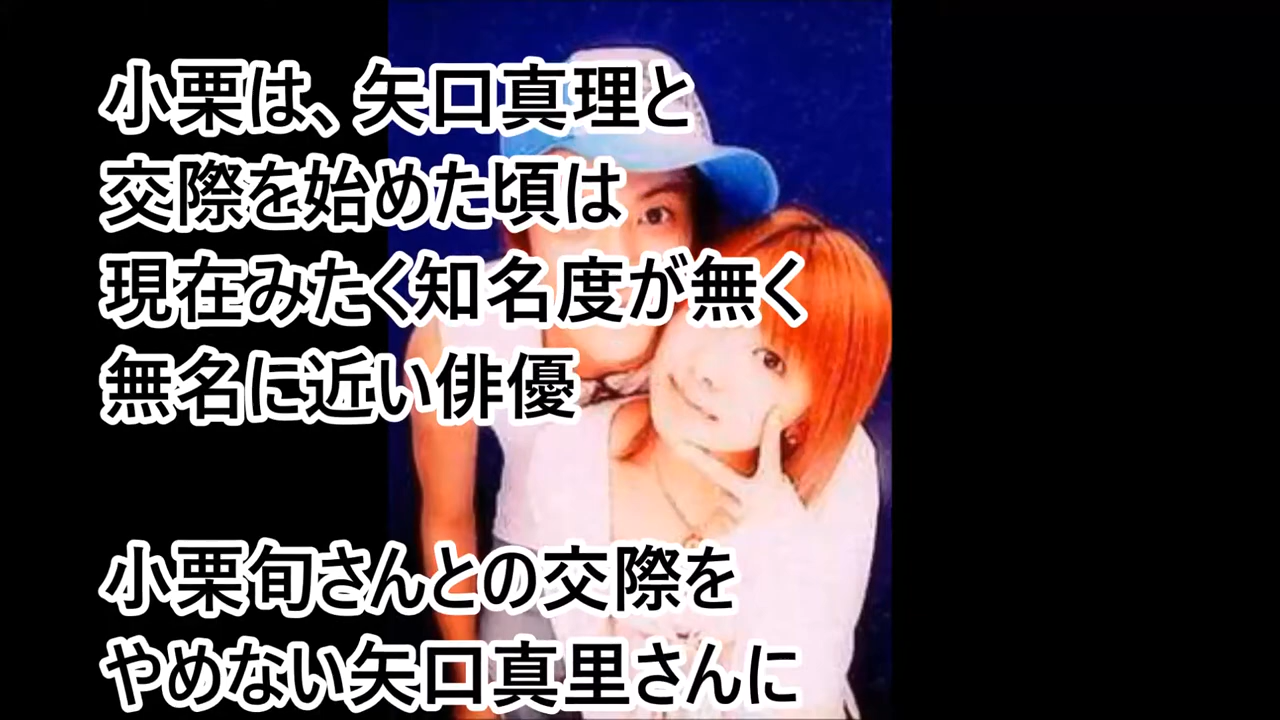 小栗は、矢口真理と
交際を始めた頃は
現在みたく知名度が無く
無名に近い俳優
小栗旬さんとの交際を
やめない矢口真里さんに